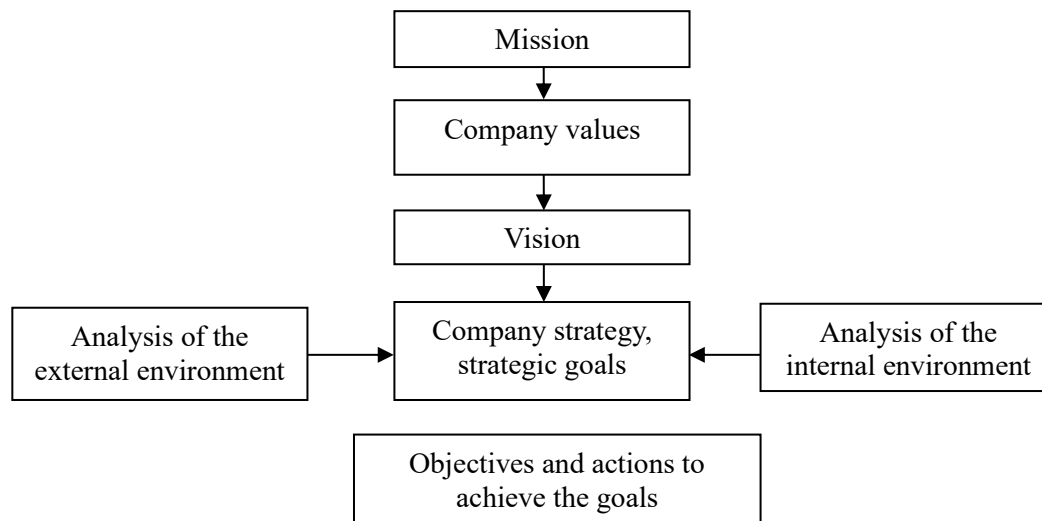 Mission
Company values
Vision
Analysis of the
external environment
Company strategy,
strategic goals
Analysis of the
internal environment
Objectives and actions to
achieve the goals